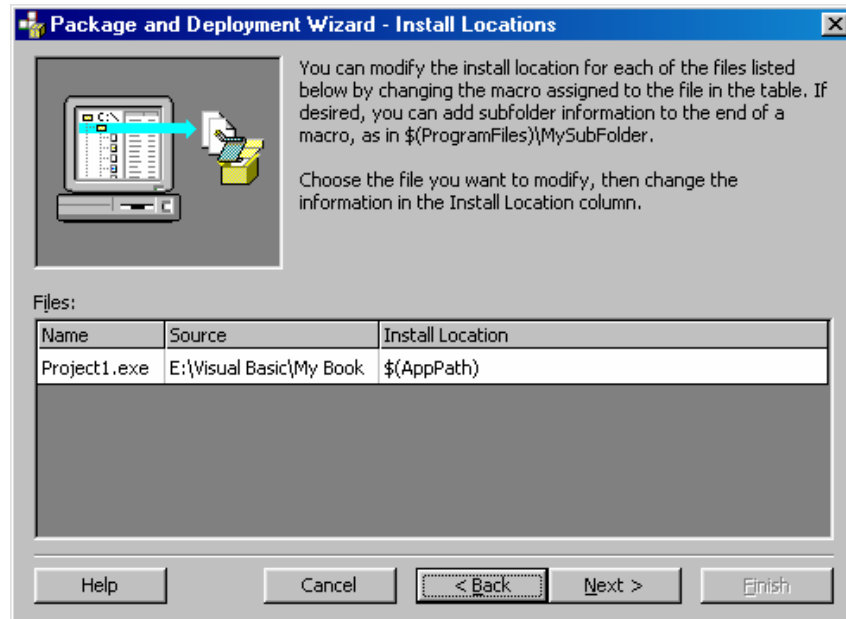 Package and Deployment Wizard - Install Locations
You can modify the install location for each of the files listed
below by changing the macro assigned to the file in the table. If
desired, you can add subfolder information to the end of a
macro, as in $(ProgramFiles)\MySubFolder.
Choose the file you want to modify, then change the
information in the Install Location column.
C:\
Files:
Name Source Install Location
Project1.exe E:\Visual Basic\My Book $(AppPath)
Help Cancel < Back Next > Finish